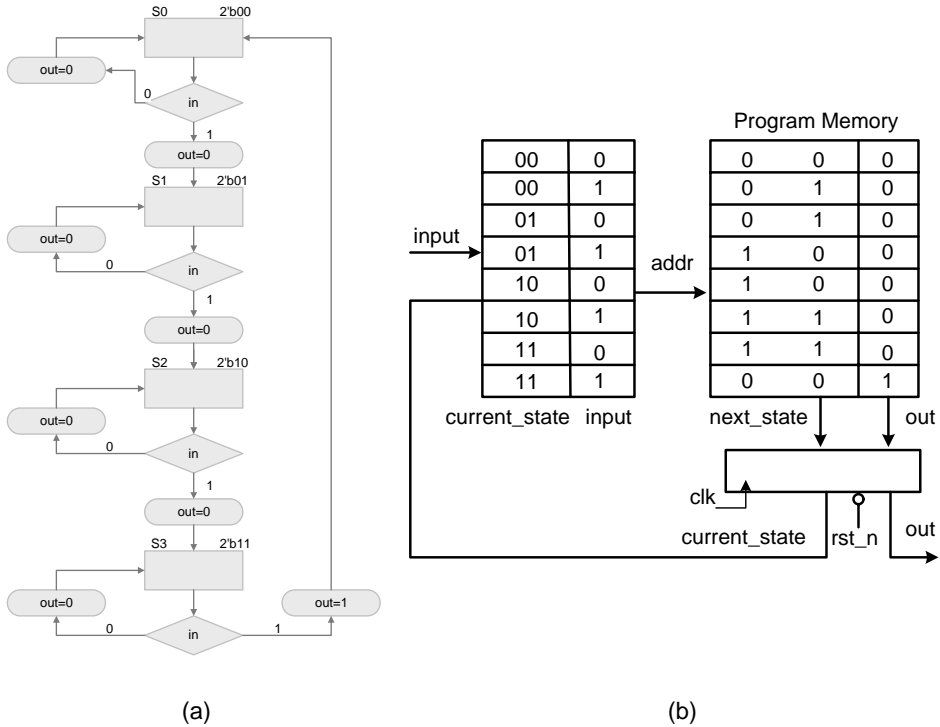 S0 2'b00
out=0
0
in
1
out=0
S1 2'b01
out=0
0
in
1
out=0
S2 2'b10
out=0
0
in
1
out=0
S3 2'b11
out=0
out=1
0
in
1
(a)
Program Memory
00 0
00 1
01 0
01 1
10 0
10 1
11 0
11 1
current_state input
input
addr
0 0 0
0 1 0
0 1 0
1 0 0
1 0 0
1 1 0
1 1 0
0 0 1
next_state out
clk
current_state rst_n out
(b)